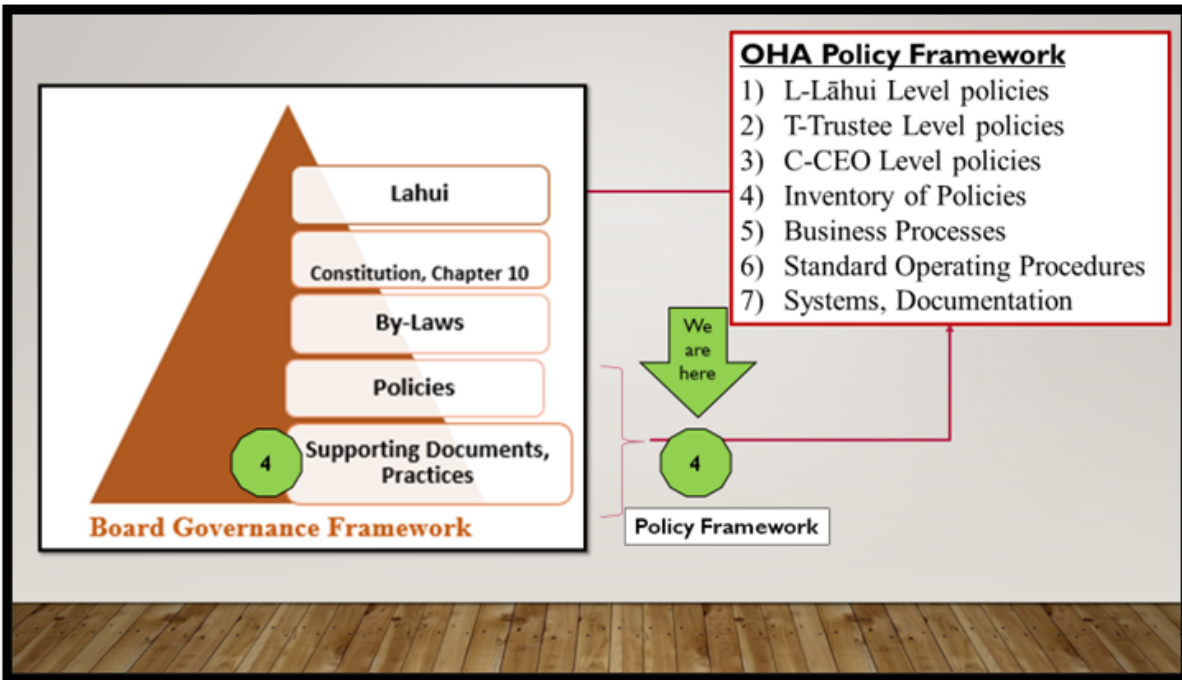 Lahui
Constitution, Chapter 10
By-Laws
Policies
4
Supporting Documents,
Practices
Board Governance Framework
We
are
here
4
Policy Framework
OHA Policy Framework
1) L-Lāhui Level policies
2) T-Trustee Level policies
3) C-CEO Level policies
4) Inventory of Policies
5) Business Processes
6) Standard Operating Procedures
7) Systems, Documentation